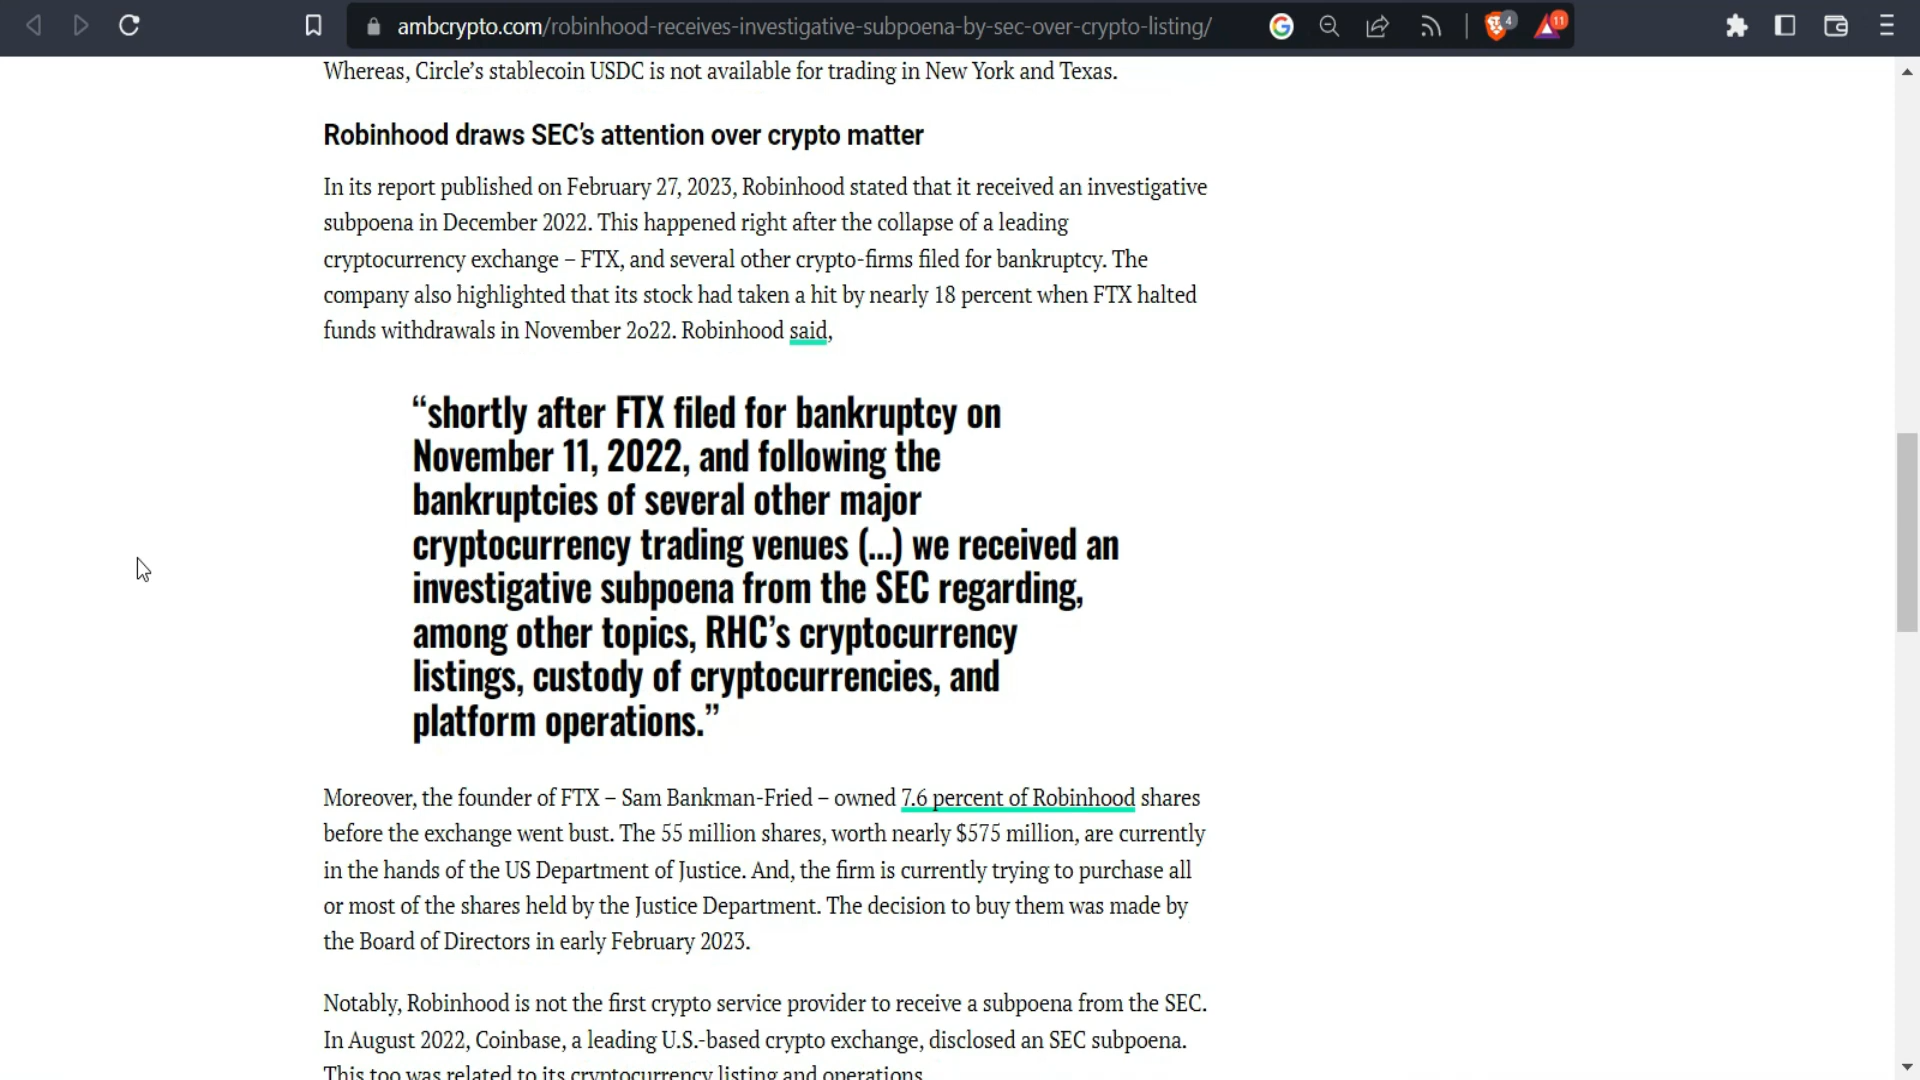 ambcrypto.com/robinhood-receives-investigative-subpoena-by-sec-over-crypto-listing/
4
11
Whereas, Circle’s stablecoin USDC is not available for trading in New York and Texas.
Robinhood draws SEC’s attention over crypto matter
In its report published on February 27, 2023, Robinhood stated that it received an investigative
subpoena in December 2022. This happened right after the collapse of a leading
cryptocurrency exchange – FTX, and several other crypto-firms filed for bankruptcy. The
company also highlighted that its stock had taken a hit by nearly 18 percent when FTX halted
funds withdrawals in November 2o22. Robinhood said,
“shortly after FTX filed for bankruptcy on
November 11, 2022, and following the
bankruptcies of several other major
cryptocurrency trading venues (…) we received an
investigative subpoena from the SEC regarding,
among other topics, RHC’s cryptocurrency
listings, custody of cryptocurrencies, and
platform operations.”
Moreover, the founder of FTX – Sam Bankman-Fried – owned 7.6 percent of Robinhood shares
before the exchange went bust. The 55 million shares, worth nearly $575 million, are currently
in the hands of the US Department of Justice. And, the firm is currently trying to purchase all
or most of the shares held by the Justice Department. The decision to buy them was made by
the Board of Directors in early February 2023.
Notably, Robinhood is not the first crypto service provider to receive a subpoena from the SEC.
In August 2022, Coinbase, a leading U.S.-based crypto exchange, disclosed an SEC subpoena.
This too was related to its cryptocurrency listing and operations.